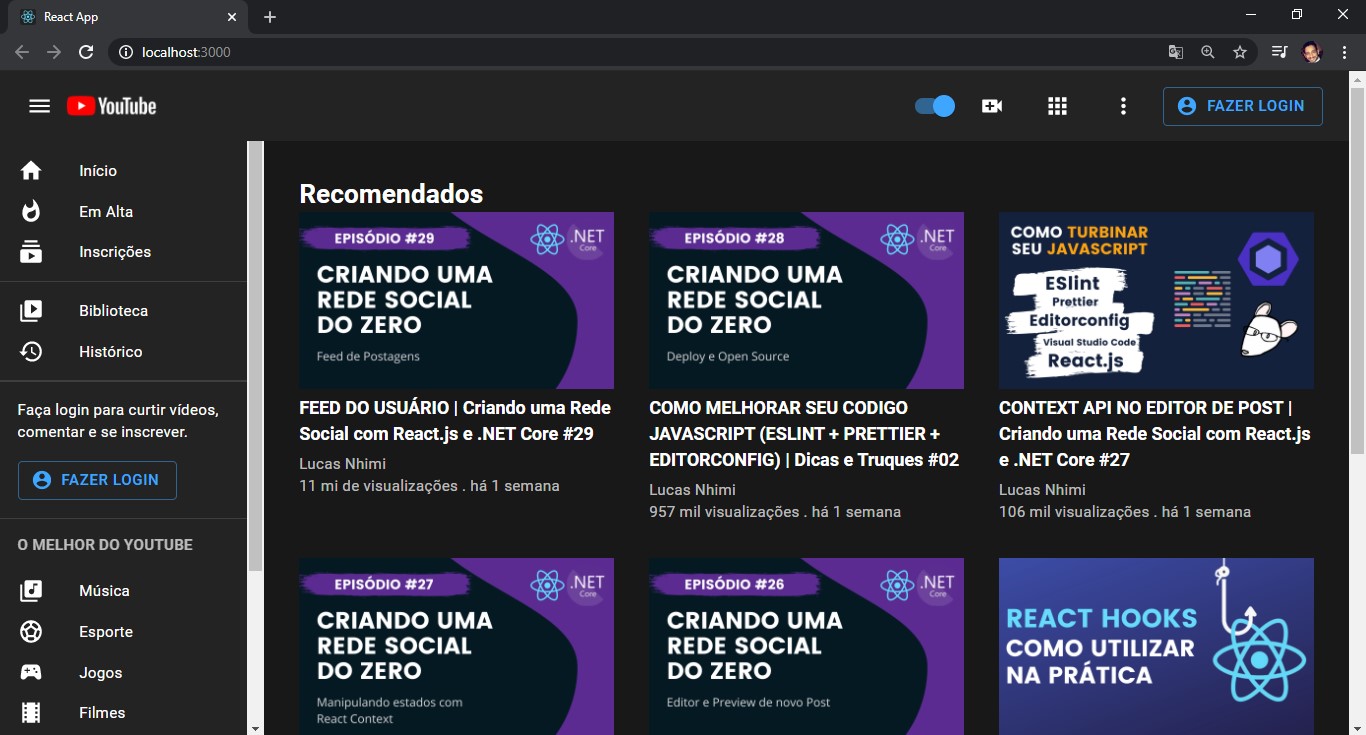 React App
localhost:3000
YouTube
FAZER LOGIN
Início
Em Alta
Inscrições
Biblioteca
Histórico
Faça login para curtir vídeos,
comentar e se inscrever.
FAZER LOGIN
O MELHOR DO YOUTUBE
Música
Esporte
Jogos
Filmes
Recomendados
EPISÓDIO #29
.NET
Core
CRIANDO UMA
REDE SOCIAL
DO ZERO
Feed de Postagens
FEED DO USUÁRIO | Criando uma Rede
Social com React.js e .NET Core #29
Lucas Nhimi
11 mi de visualizações . há 1 semana
EPISÓDIO #28
.NET
Core
CRIANDO UMA
REDE SOCIAL
DO ZERO
Deploy e Open Source
COMO MELHORAR SEU CODIGO
JAVASCRIPT (ESLINT + PRETTIER +
EDITORCONFIG) | Dicas e Truques #02
Lucas Nhimi
957 mil visualizações . há 1 semana
COMO TURBINAR
SEU JAVASCRIPT
ESlint
Prettier
Editorconfig
Visual Studio Code
React.js
CONTEXT API NO EDITOR DE POST |
Criando uma Rede Social com React.js
e .NET Core #27
Lucas Nhimi
106 mil visualizações . há 1 semana
EPISÓDIO #27
.NET
Core
CRIANDO UMA
REDE SOCIAL
DO ZERO
Manipulando estados com
React Context
EPISÓDIO #26
.NET
Core
CRIANDO UMA
REDE SOCIAL
DO ZERO
Editor e Preview de novo Post
REACT HOOKS
COMO UTILIZAR
NA PRÁTICA